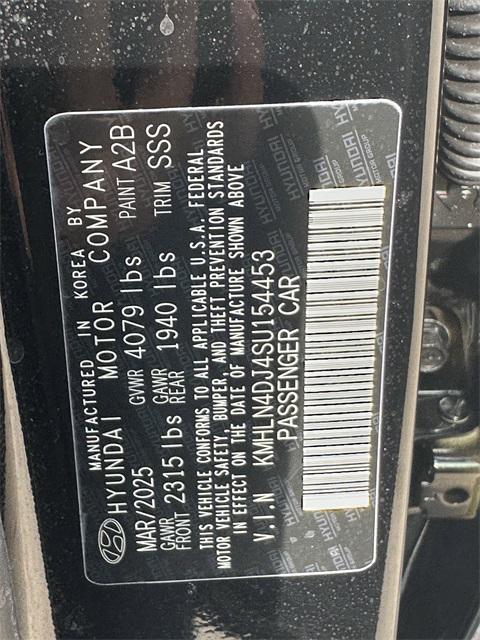 MANUFACTURED IN KOREA BY
HYUNDAI MOTOR COMPANY
MAR/2025 GVWR 4079 lbs PAINT A2B
GAWR FRONT 2315 lbs GAWR REAR 1940 lbs TRIM SSS
THIS VEHICLE CONFORMS TO ALL APPLICABLE U.S.A. FEDERAL
MOTOR VEHICLE SAFETY, BUMPER, AND THEFT PREVENTION STANDARDS
IN EFFECT ON THE DATE OF MANUFACTURE SHOWN ABOVE
V.I.N KMHLN4DJ4SU154453
PASSENGER CAR